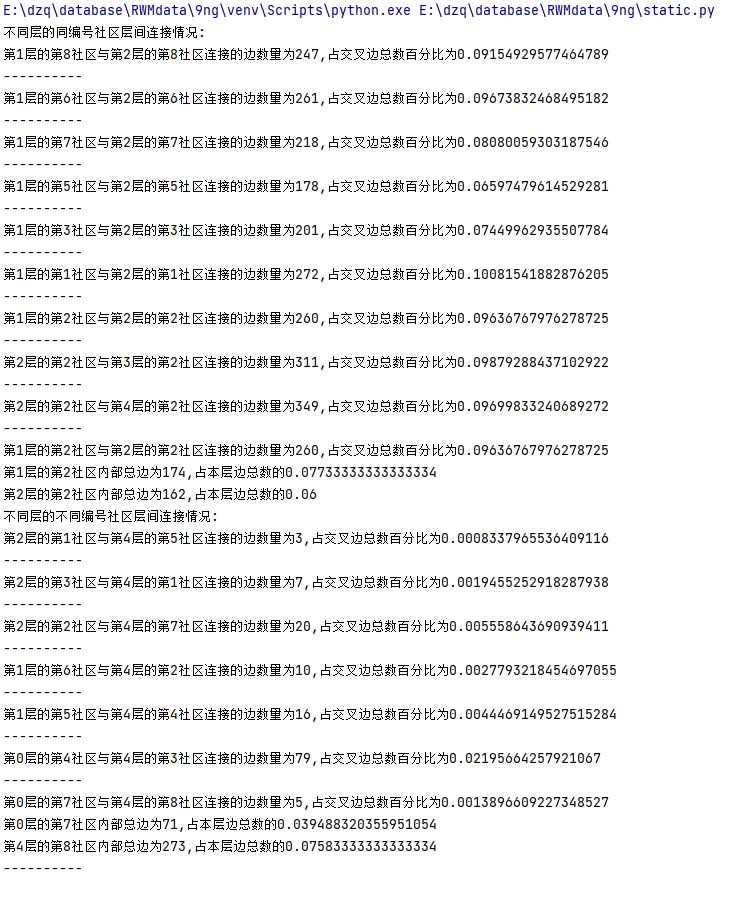 E:\dzq\database\RWMdata\9ng\venv\Scripts\python.exe E:\dzq\database\RWMdata\9ng\static.py
不同层的同编号社区层间连接情况:
第1层的第8社区与第2层的第8社区连接的边数量为247,占交叉边总数百分比为0.09154929577464789
----------
第1层的第6社区与第2层的第6社区连接的边数量为261,占交叉边总数百分比为0.09673832468495182
----------
第1层的第7社区与第2层的第7社区连接的边数量为218,占交叉边总数百分比为0.08080059303187546
----------
第1层的第5社区与第2层的第5社区连接的边数量为178,占交叉边总数百分比为0.06597479614529281
----------
第1层的第3社区与第2层的第3社区连接的边数量为201,占交叉边总数百分比为0.07449962935507784
----------
第1层的第1社区与第2层的第1社区连接的边数量为272,占交叉边总数百分比为0.10081541882876205
----------
第1层的第2社区与第2层的第2社区连接的边数量为260,占交叉边总数百分比为0.09636767976278725
----------
第2层的第2社区与第3层的第2社区连接的边数量为311,占交叉边总数百分比为0.09879288437102922
----------
第2层的第2社区与第4层的第2社区连接的边数量为349,占交叉边总数百分比为0.09699833240689272
----------
第1层的第2社区与第2层的第2社区连接的边数量为260,占交叉边总数百分比为0.09636767976278725
第1层的第2社区内部总边为174,占本层边总数的0.07733333333333334
第2层的第2社区内部总边为162,占本层边总数的0.06
不同层的不同编号社区层间连接情况:
第2层的第1社区与第4层的第5社区连接的边数量为3,占交叉边总数百分比为0.0008337965536409116
----------
第2层的第3社区与第4层的第1社区连接的边数量为7,占交叉边总数百分比为0.0019455252918287938
----------
第2层的第2社区与第4层的第7社区连接的边数量为20,占交叉边总数百分比为0.005558643690939411
----------
第1层的第6社区与第4层的第2社区连接的边数量为10,占交叉边总数百分比为0.0027793218454697055
----------
第1层的第5社区与第4层的第4社区连接的边数量为16,占交叉边总数百分比为0.0044469149527515284
----------
第0层的第4社区与第4层的第3社区连接的边数量为79,占交叉边总数百分比为0.02195664257921067
----------
第0层的第7社区与第4层的第8社区连接的边数量为5,占交叉边总数百分比为0.0013896609227348527
第0层的第7社区内部总边为71,占本层边总数的0.039488320355951054
第4层的第8社区内部总边为273,占本层边总数的0.07583333333333334
----------